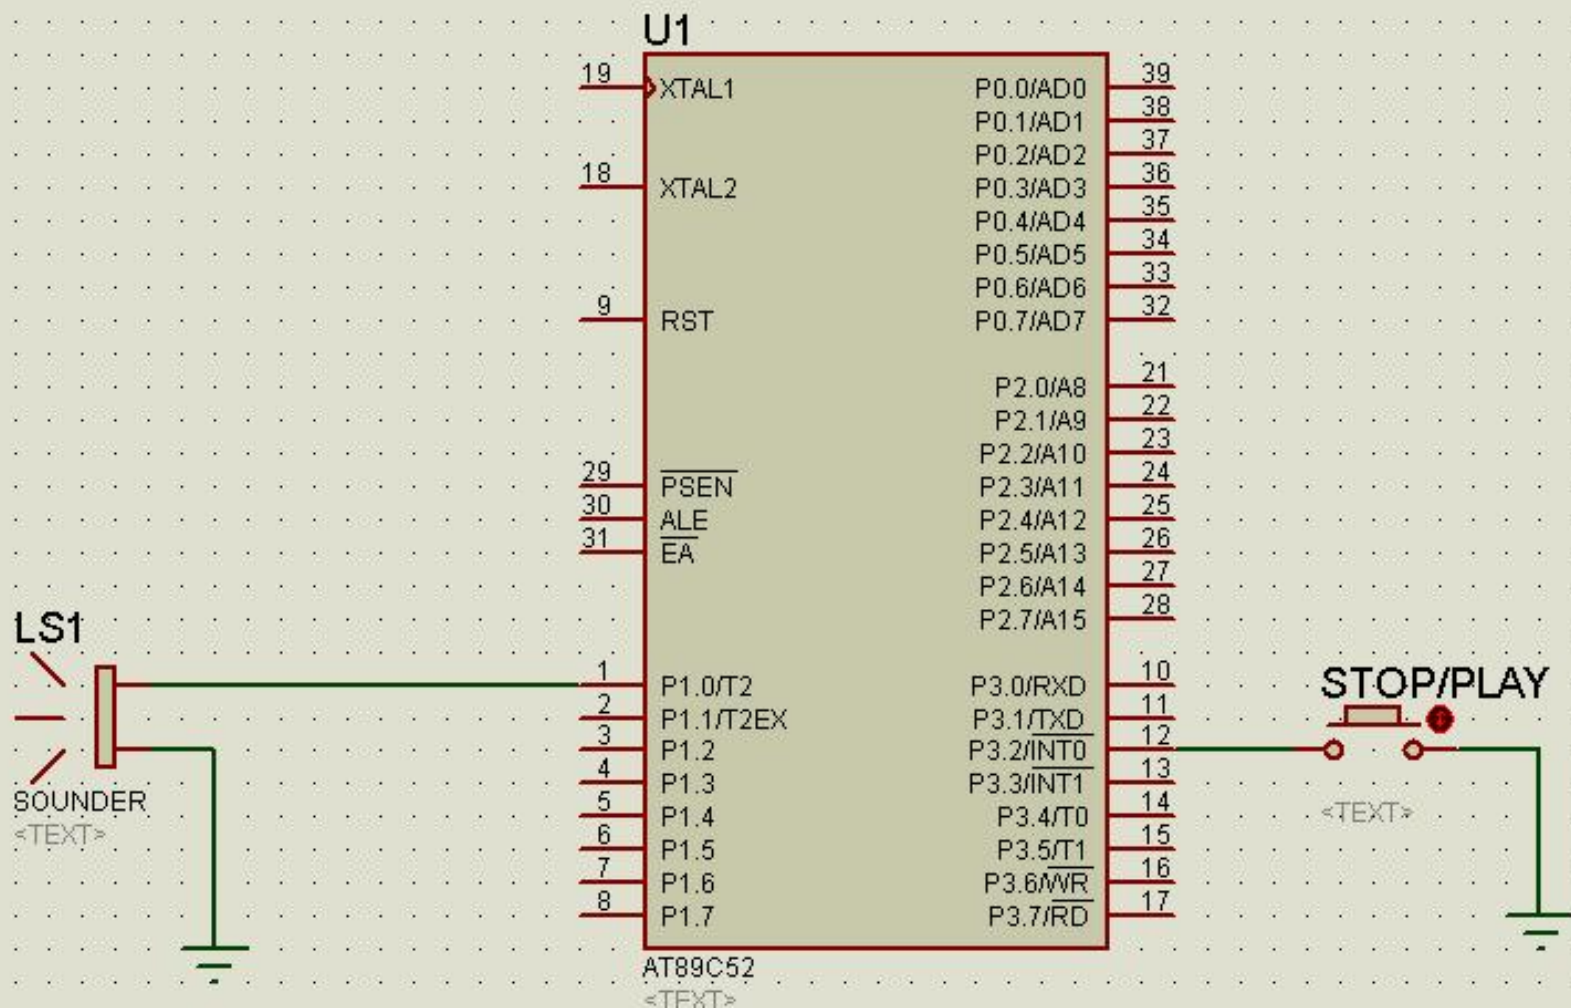 U1
19
XTAL1
18
XTAL2
9
RST
29
PSEN
30
ALE
31
EA
1
P1.0/T2
2
P1.1/T2EX
3
P1.2
4
P1.3
5
P1.4
6
P1.5
7
P1.6
8
P1.7
P0.0/AD0
39
P0.1/AD1
38
P0.2/AD2
37
P0.3/AD3
36
P0.4/AD4
35
P0.5/AD5
34
P0.6/AD6
33
P0.7/AD7
32
P2.0/A8
21
P2.1/A9
22
P2.2/A10
23
P2.3/A11
24
P2.4/A12
25
P2.5/A13
26
P2.6/A14
27
P2.7/A15
28
P3.0/RXD
10
P3.1/TXD
11
P3.2/INT0
12
P3.3/INT1
13
P3.4/T0
14
P3.5/T1
15
P3.6/WR
16
P3.7/RD
17
AT89C52
<TEXT>
LS1
SOUNDER
<TEXT>
STOP/PLAY
<TEXT>